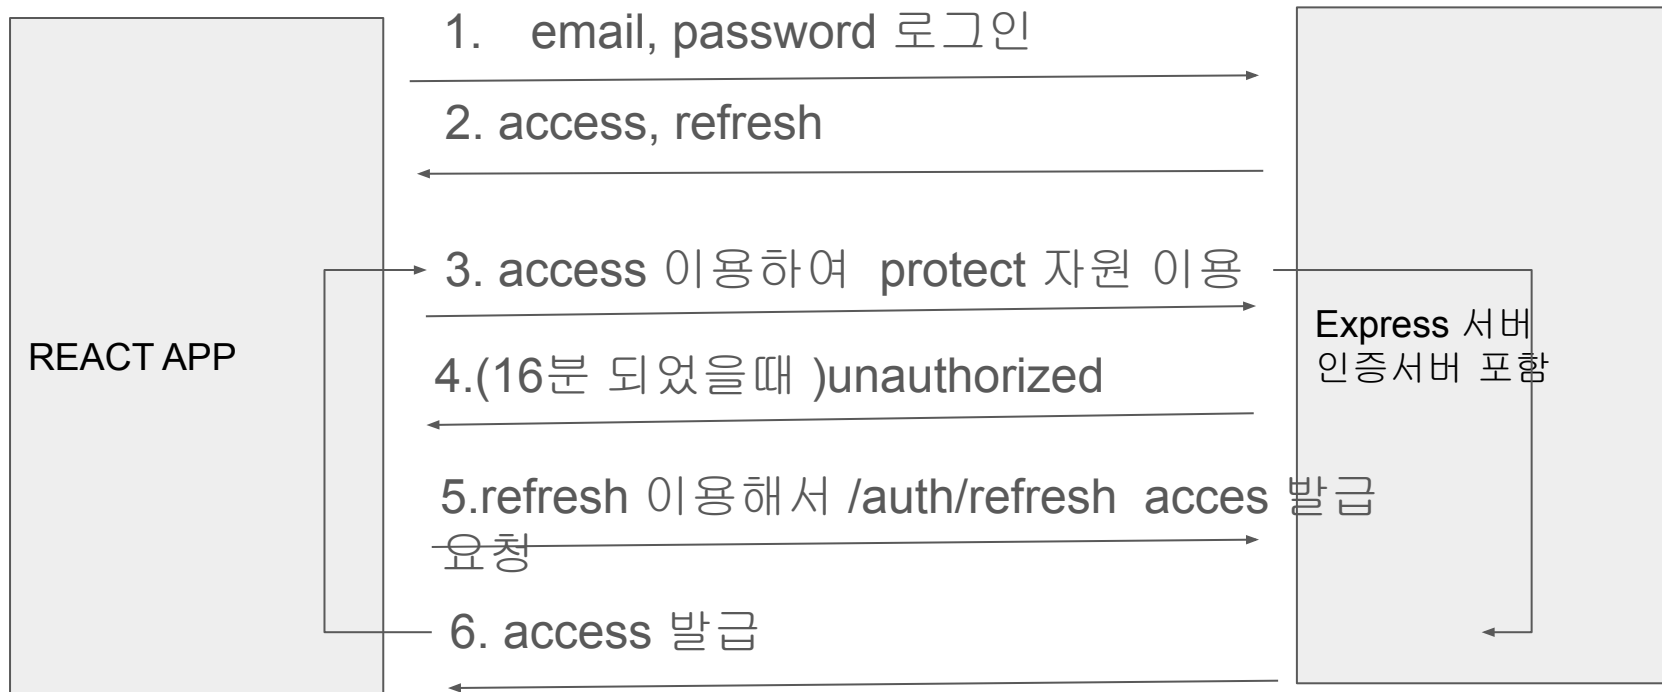 1. email, password 로그인
2. access, refresh
3. access 이용하여 protect 자원 이용
REACT APP
Express 서버
인증서버 포함
4.(16분 되었을때 )unauthorized
5.refresh 이용해서 /auth/refresh acces 발급
요청
6. access 발급